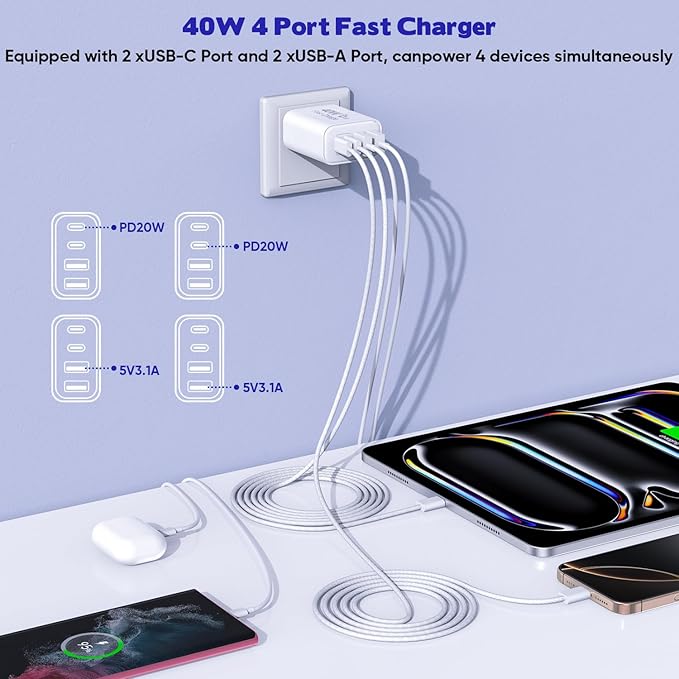 40W 4 Port Fast Charger
Equipped with 2 xUSB-C Port and 2 xUSB-A Port, canpower 4 devices simultaneously
40W
PD20W
PD20W
5V3.1A
5V3.1A